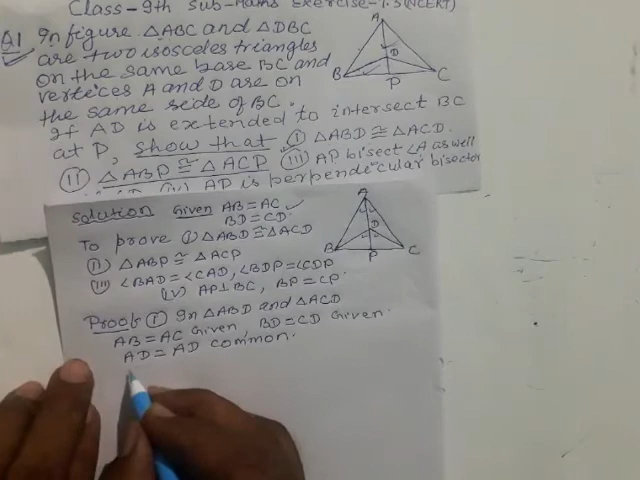 Class-9th Sub-Maths Exercise-7.3 (NCERT)
Q1 In figure △ABC and △DBC
are two isosceles triangles
on the same base BC and
vertices A and D are on
the same side of BC.
If AD is extended to intersect BC
at P, show that (i) △ABD ≅ △ACD.
(ii) △ABP ≅ △ACP (iii) AP bisect ∠A as well
(iv) AP is perpendicular bisector
A
D
B
P
C
Solution Given AB=AC ✓
BD=CD.
To prove (i) △ABD≅△ACD
(ii) △ABP ≅ △ACP
(iii) ∠BAD=∠CAD, ∠BDP=∠CDP
(iv) AP⊥BC, BP=CP.
A
D
B
P
C
Proof (i) In △ABD and △ACD
AB=AC Given, BD=CD Given.
AD=AD common.